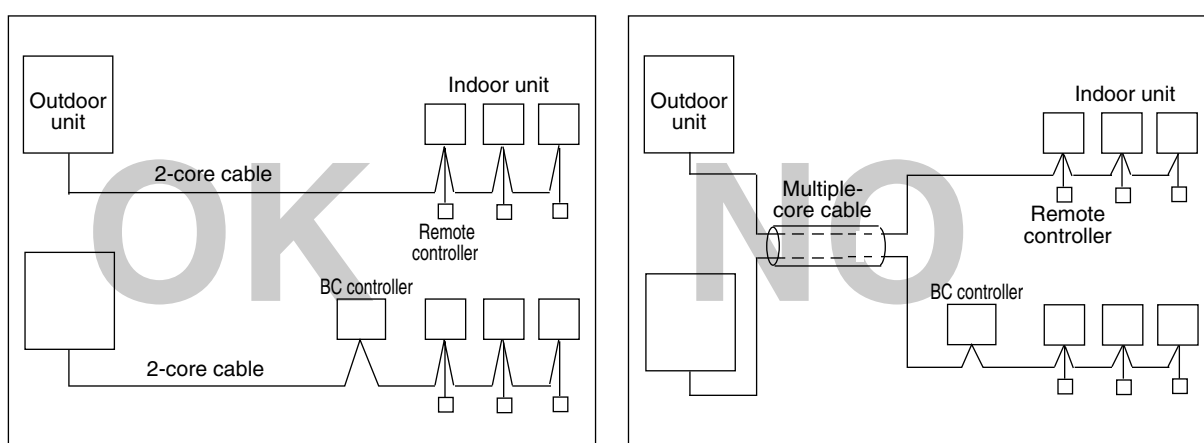 OK
Outdoor
unit
Indoor unit
2-core cable
Remote
controller
BC controller
2-core cable
NO
Outdoor
unit
Indoor unit
Multiple-
core cable
Remote
controller
BC controller